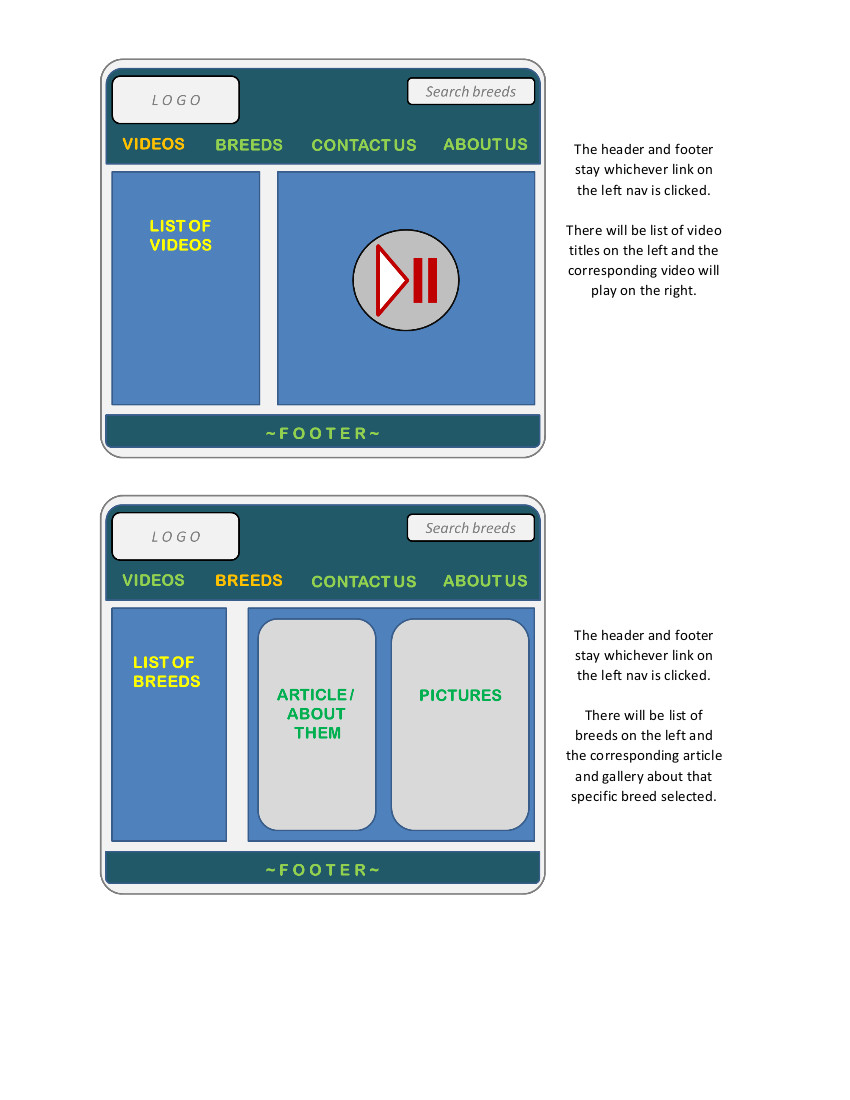 LOGO
Search breeds
VIDEOS BREEDS CONTACT US ABOUT US
LIST OF
VIDEOS
~FOOTER~
The header and footer
stay whichever link on
the left nav is clicked.
There will be list of video
titles on the left and the
corresponding video will
play on the right.
LOGO
Search breeds
VIDEOS BREEDS CONTACT US ABOUT US
LIST OF
BREEDS
ARTICLE/
ABOUT
THEM
PICTURES
~FOOTER~
The header and footer
stay whichever link on
the left nav is clicked.
There will be list of
breeds on the left and
the corresponding article
and gallery about that
specific breed selected.